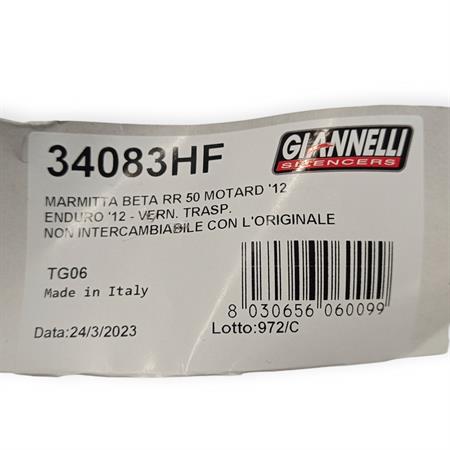 34083HF
GIANNELLI
SILENCERS
MARMITTA BETA RR 50 MOTARD '12
ENDURO '12 - VERN. TRASP.
NON INTERCAMBIABILE CON L'ORIGINALE
TG06
Made in Italy
8 030656 060099
Data:24/3/2023
Lotto:972/C